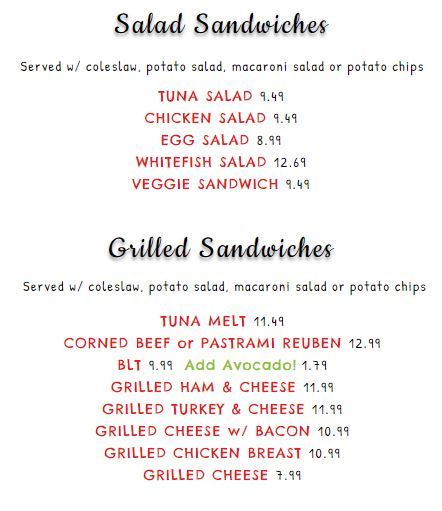 Salad Sandwiches
Served w/ coleslaw, potato salad, macaroni salad or potato chips
TUNA SALAD 9.49
CHICKEN SALAD 9.49
EGG SALAD 8.99
WHITEFISH SALAD 12.69
VEGGIE SANDWICH 9.49
Grilled Sandwiches
Served w/ coleslaw, potato salad, macaroni salad or potato chips
TUNA MELT 11.49
CORNED BEEF or PASTRAMI REUBEN 12.99
BLT 9.99 Add Avocado! 1.79
GRILLED HAM & CHEESE 11.99
GRILLED TURKEY & CHEESE 11.99
GRILLED CHEESE w/ BACON 10.99
GRILLED CHICKEN BREAST 10.99
GRILLED CHEESE 7.99